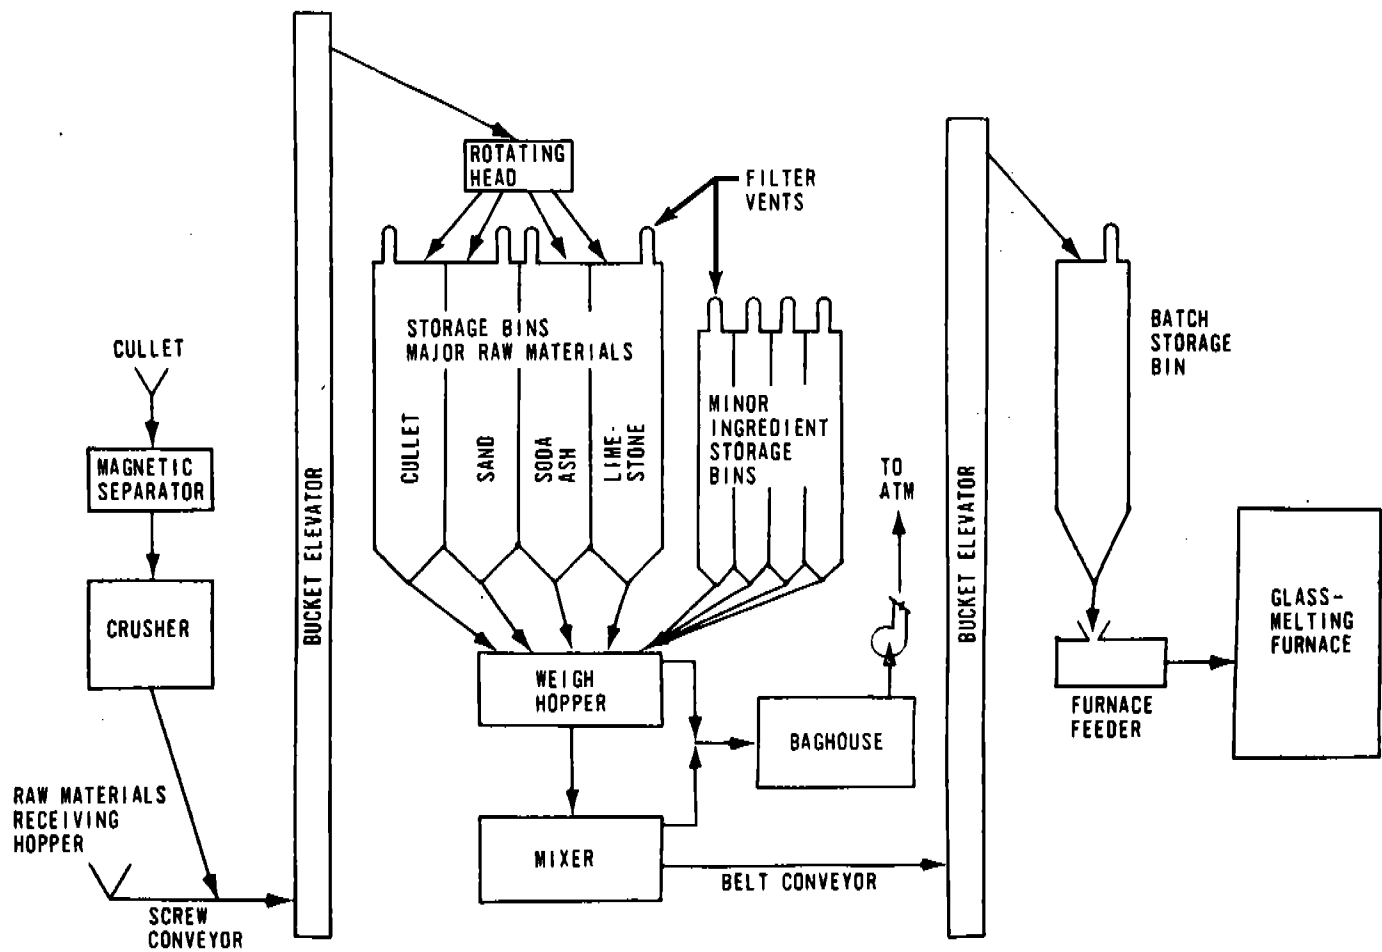 ROTATING
HEAD
FILTER
VENTS
STORAGE BINS
MAJOR RAW MATERIALS
CULLET
SAND
SODA
ASH
LIME-
STONE
MINOR
INGREDIENT
STORAGE
BINS
CULLET
MAGNETIC
SEPARATOR
CRUSHER
RAW MATERIALS
RECEIVING
HOPPER
SCREW
CONVEYOR
BUCKET ELEVATOR
WEIGH
HOPPER
MIXER
BAGHOUSE
TO
ATM
BELT CONVEYOR
BUCKET ELEVATOR
BATCH
STORAGE
BIN
FURNACE
FEEDER
GLASS-
MELTING
FURNACE